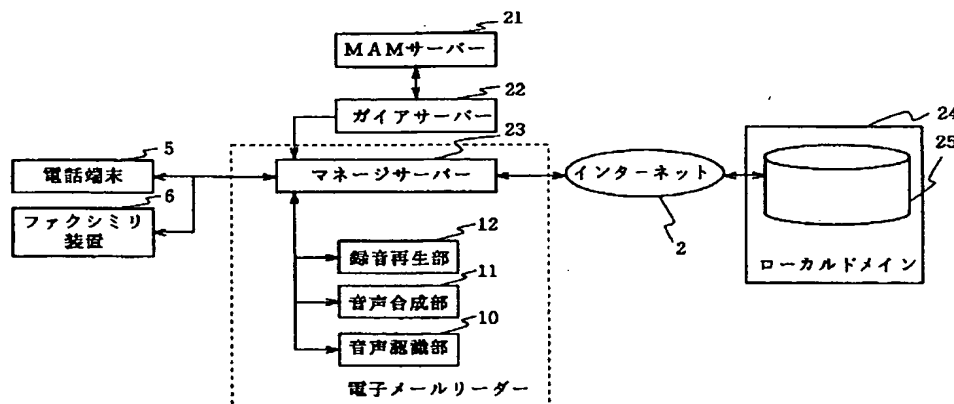 21
MAMサーバー
22
ガイアサーバー
23
マネージサーバー
5
電話端末
6
ファクシミリ
装置
インターネット
2
24
25
ローカルドメイン
12
録音再生部
11
音声合成部
10
音声認識部
電子メールリーダー